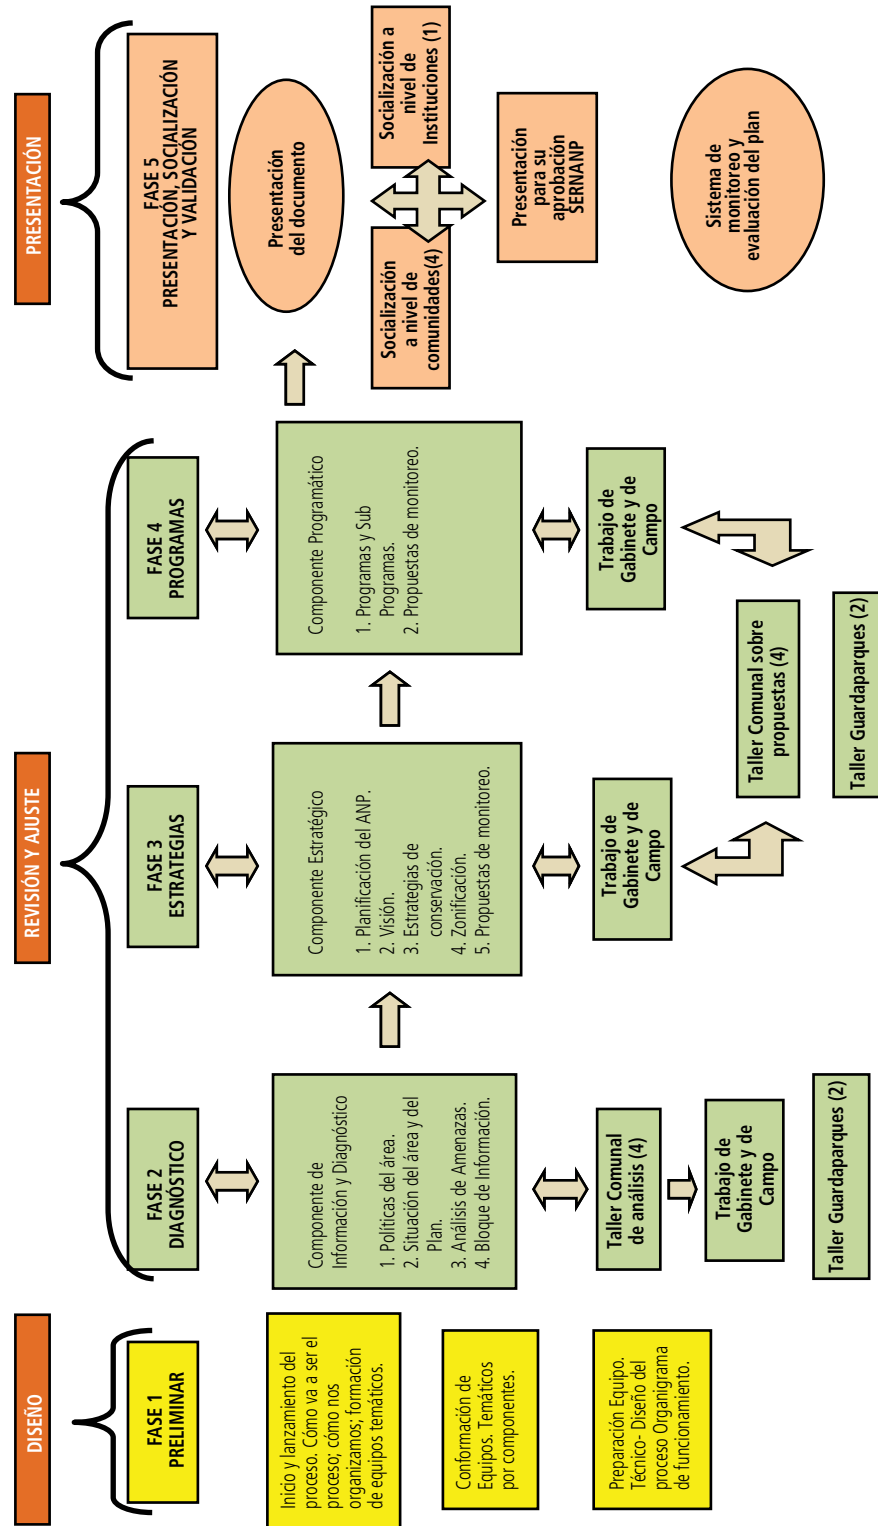 DISEÑO
FASE 1
PRELIMINAR
Inicio y lanzamiento del
proceso. Cómo va a ser el
proceso; cómo nos
organizamos; formación
de equipos temáticos.
Conformación de
Equipos. Temáticos
por componentes.
Preparación Equipo.
Técnico- Diseño del
proceso Organigrama
de funcionamiento.
REVISIÓN Y AJUSTE
FASE 2
DIAGNÓSTICO
Componente de
Información y Diagnóstico
1. Políticas del área.
2. Situación del área y del
Plan.
3. Análisis de Amenazas.
4. Bloque de Información.
Taller Comunal
de análisis (4)
Trabajo de
Gabinete y de
Campo
Taller Guardaparques (2)
FASE 3
ESTRATEGIAS
Componente Estratégico
1. Planificación del ANP.
2. Visión.
3. Estrategias de
conservación.
4. Zonificación.
5. Propuestas de monitoreo.
Trabajo de
Gabinete y de
Campo
FASE 4
PROGRAMAS
Componente Programático
1. Programas y Sub
Programas.
2. Propuestas de monitoreo.
Trabajo de
Gabinete y de
Campo
Taller Comunal sobre
propuestas (4)
Taller Guardaparques (2)
PRESENTACIÓN
FASE 5
PRESENTACIÓN, SOCIALIZACIÓN
Y VALIDACIÓN
Presentación
del documento
Socialización
a nivel de
comunidades(4)
Socialización a
nivel de
Instituciones (1)
Presentación
para su
aprobación
SERNANP
Sistema de
monitoreo y
evaluación del plan